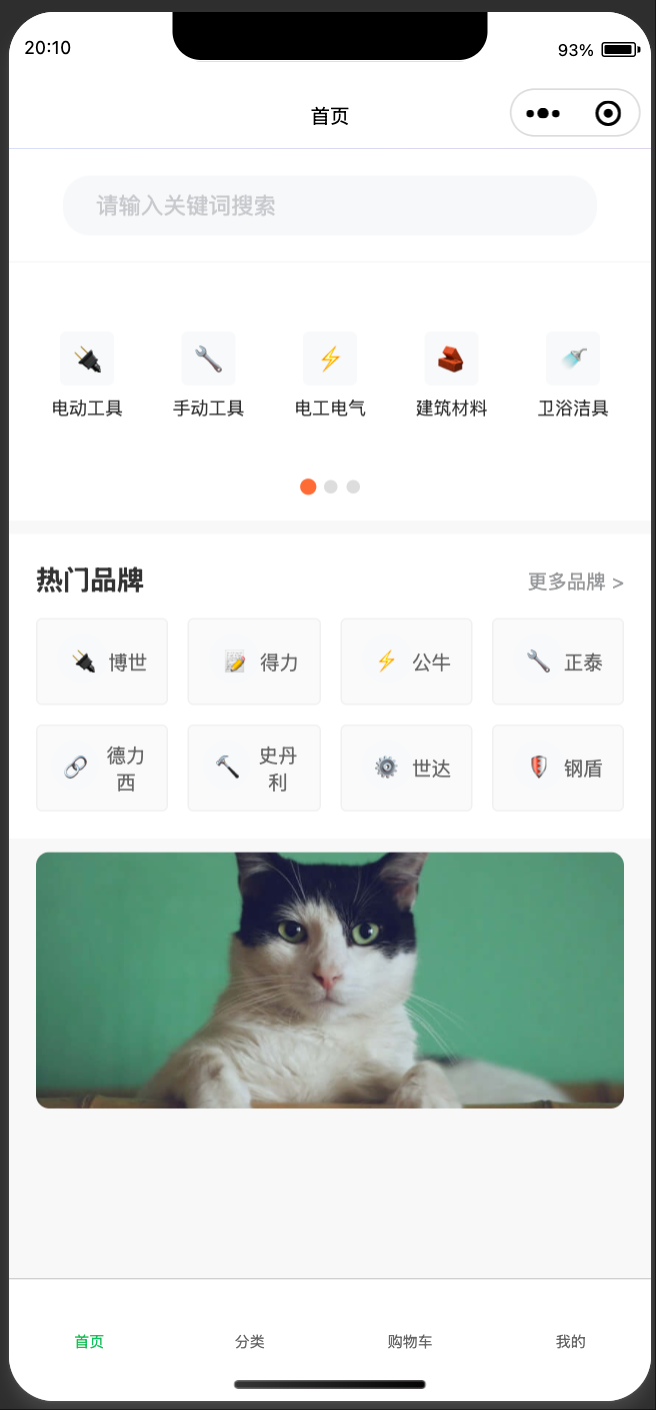 20:10
93%
首页
请输入关键词搜索
电动工具
手动工具
电工电气
建筑材料
卫浴洁具
热门品牌
更多品牌 >
博世
得力
公牛
正泰
德力
西
史丹
利
世达
钢盾
首页
分类
购物车
我的